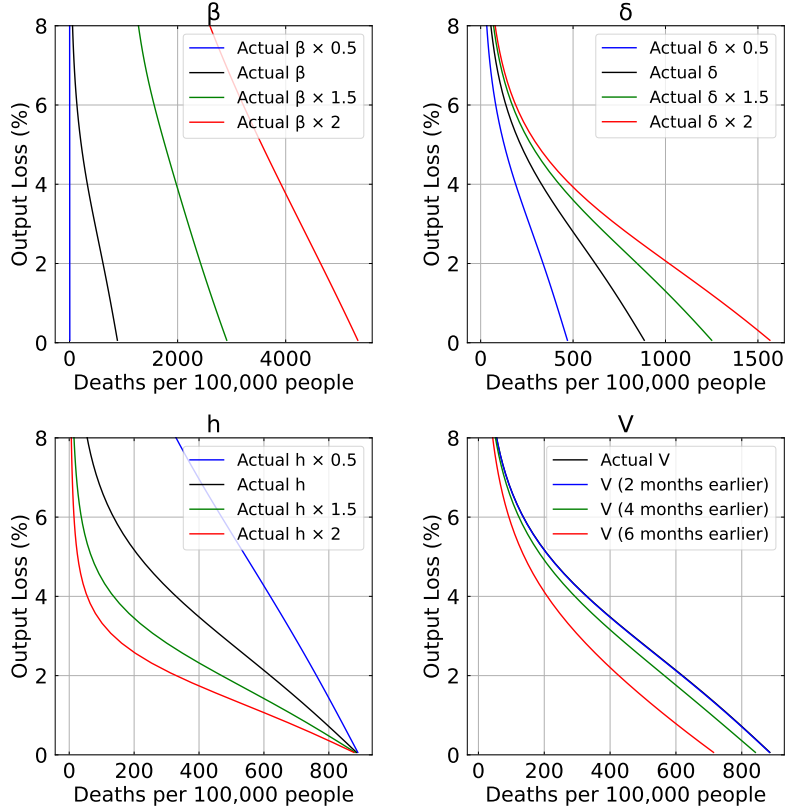 β
8
6
4
2
0
Output Loss (%)
Actual β × 0.5
Actual β
Actual β × 1.5
Actual β × 2
0 2000 4000
Deaths per 100,000 people
δ
8
6
4
2
0
Output Loss (%)
Actual δ × 0.5
Actual δ
Actual δ × 1.5
Actual δ × 2
0 500 1000 1500
Deaths per 100,000 people
h
8
6
4
2
0
Output Loss (%)
Actual h × 0.5
Actual h
Actual h × 1.5
Actual h × 2
0 200 400 600 800
Deaths per 100,000 people
V
8
6
4
2
0
Output Loss (%)
Actual V
V (2 months earlier)
V (4 months earlier)
V (6 months earlier)
0 200 400 600 800
Deaths per 100,000 people